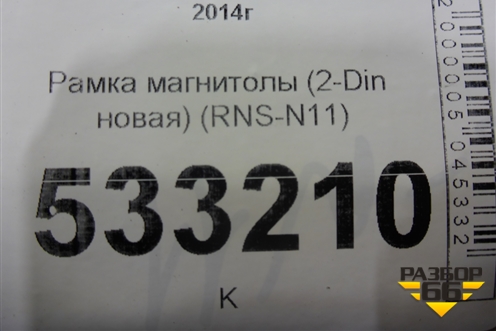 2014г
Рамка магнитолы (2-Din
новая) (RNS-N11)
533210
К
2000005045332
РАЗБОР
66